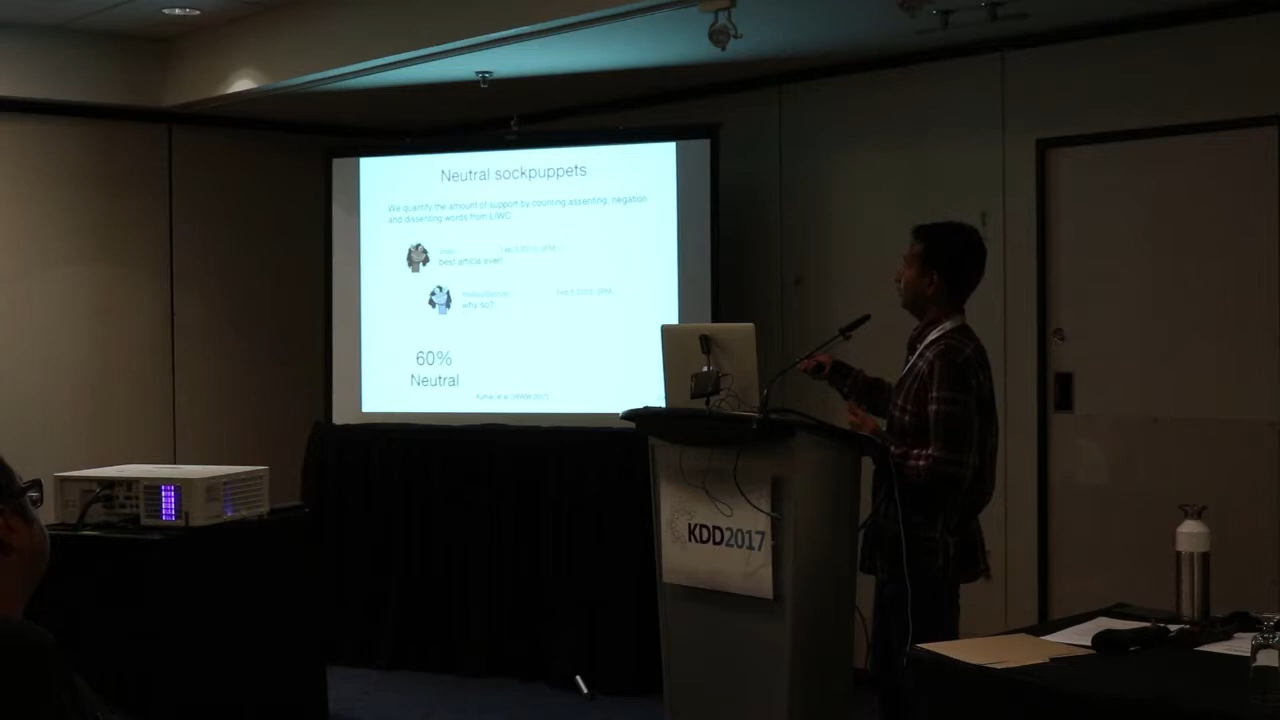 Neutral sockpuppets
We quantify the amount of support by counting assenting, negation
and dissenting words from LIWC
best article ever!
why so?
60%
Neutral
KDD2017